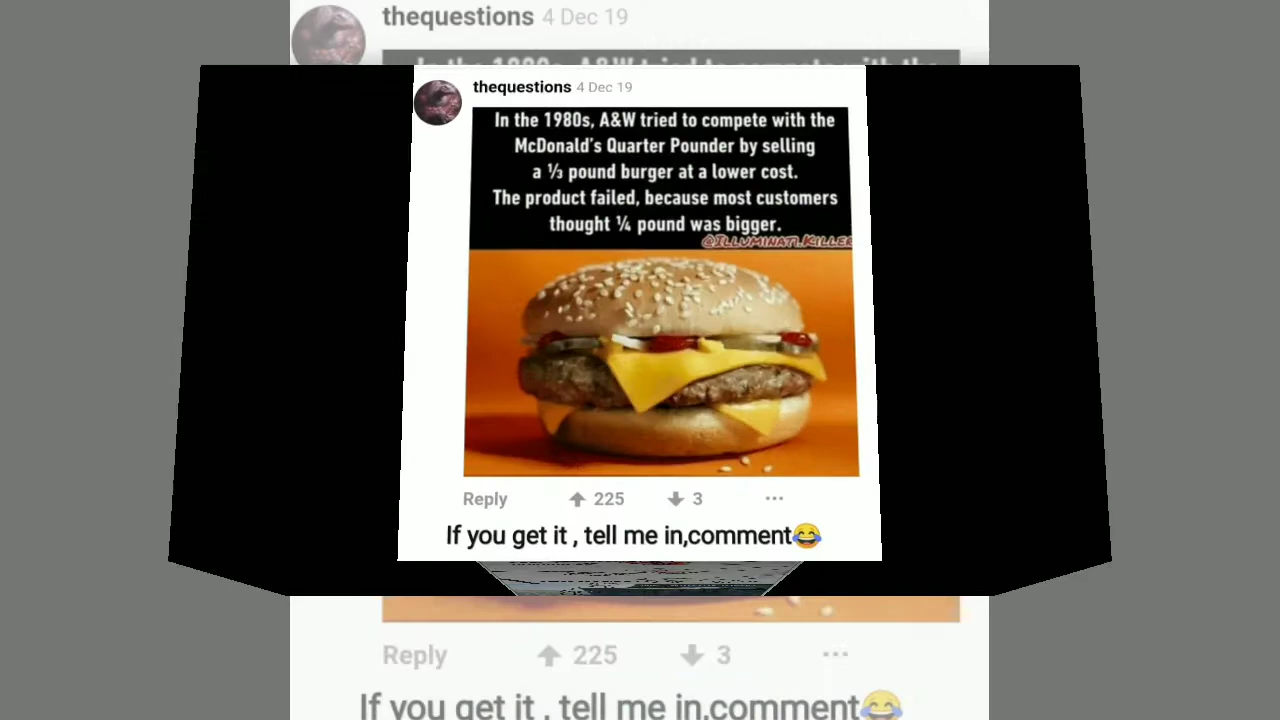 thequestions 4 Dec 19
thequestions 4 Dec 19
In the 1980s, A&W tried to compete with the
McDonald's Quarter Pounder by selling
a ⅓ pound burger at a lower cost.
The product failed, because most customers
thought ¼ pound was bigger.
@ILLUMINATI.KILLER
Reply 225 3 ...
If you get it , tell me in,comment😂
Reply 225 3 ...
If you get it , tell me in,comment😂